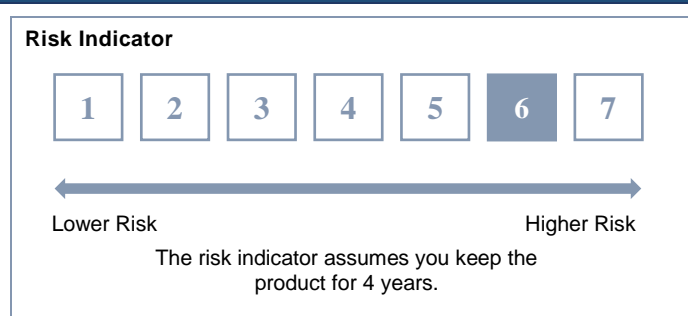 Risk Indicator
1 2 3 4 5 6 7
Lower Risk Higher Risk
The risk indicator assumes you keep the
product for 4 years.